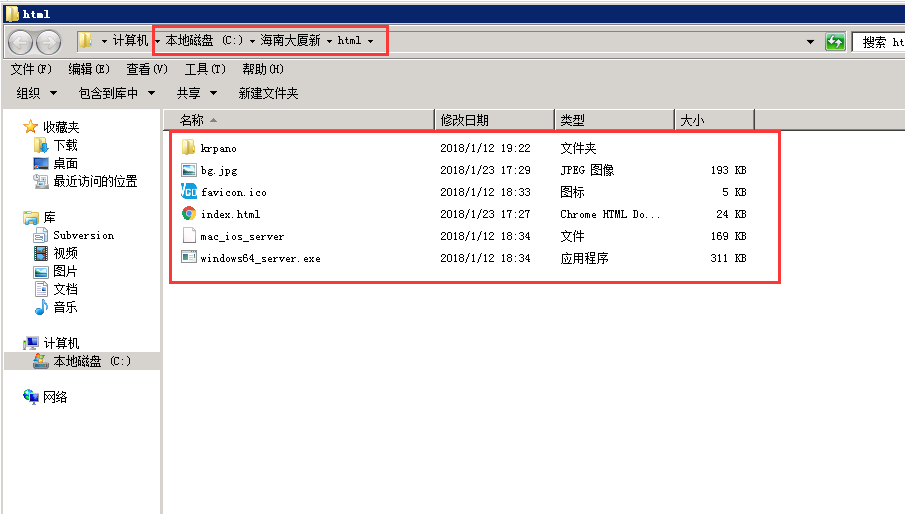 html
计算机 本地磁盘 (C:) 海南大厦新 html 搜索 ht
文件(F) 编辑(E) 查看(V) 工具(T) 帮助(H)
组织 包含到库中 共享 新建文件夹
收藏夹
下载
桌面
最近访问的位置
库
Subversion
视频
图片
文档
音乐
计算机
本地磁盘 (C:)
网络
名称 修改日期 类型 大小
krpano 2018/1/12 19:22 文件夹
bg.jpg 2018/1/23 17:29 JPEG 图像 193 KB
favicon.ico 2018/1/12 18:33 图标 5 KB
index.html 2018/1/23 17:27 Chrome HTML Do... 24 KB
mac_ios_server 2018/1/12 18:34 文件 169 KB
windows64_server.exe 2018/1/12 18:34 应用程序 311 KB